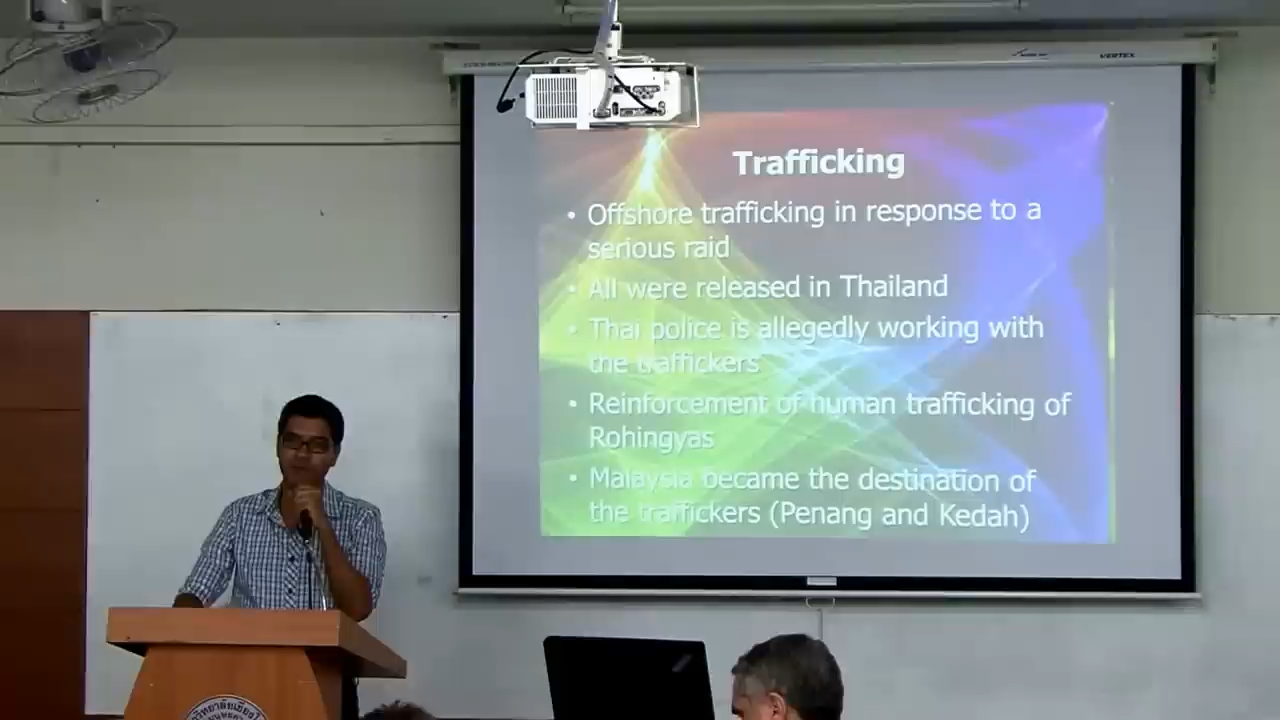 VERTEX
Trafficking
• Offshore trafficking in response to a
serious raid
• All were released in Thailand
• Thai police is allegedly working with
the traffickers
• Reinforcement of human trafficking of
Rohingyas
• Malaysia became the destination of
the traffickers (Penang and Kedah)